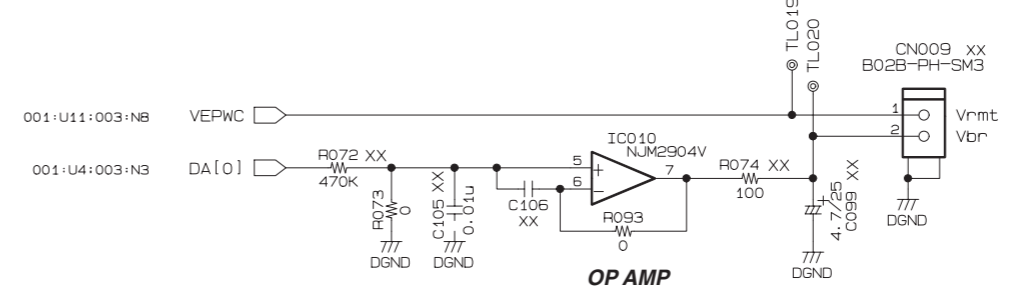 TL019
TL020
CN009 XX
B02B-PH-SM3
001:U11:003:N8 VEPWC
1 Vrmt
2 Vbr
IC010
NJM2904V
001:U4:003:N3 DA[0]
R072 XX
470K
5 +
6 −
7
R074 XX
100
R073
0
C105 XX
0.01u
C106
XX
R093
0
+
4.7/25
C099 XX
DGND
DGND
DGND
DGND
OP AMP